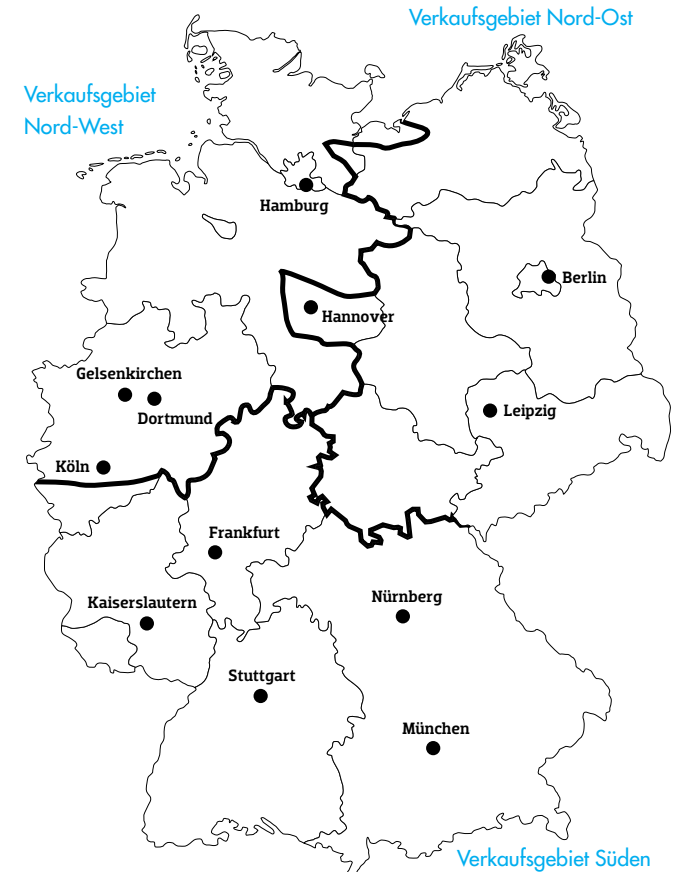 Verkaufsgebiet Nord-Ost
Verkaufsgebiet
Nord-West
Hamburg
Berlin
Hannover
Gelsenkirchen
Dortmund
Leipzig
Köln
Frankfurt
Kaiserslautern
Nürnberg
Stuttgart
München
Verkaufsgebiet Süden